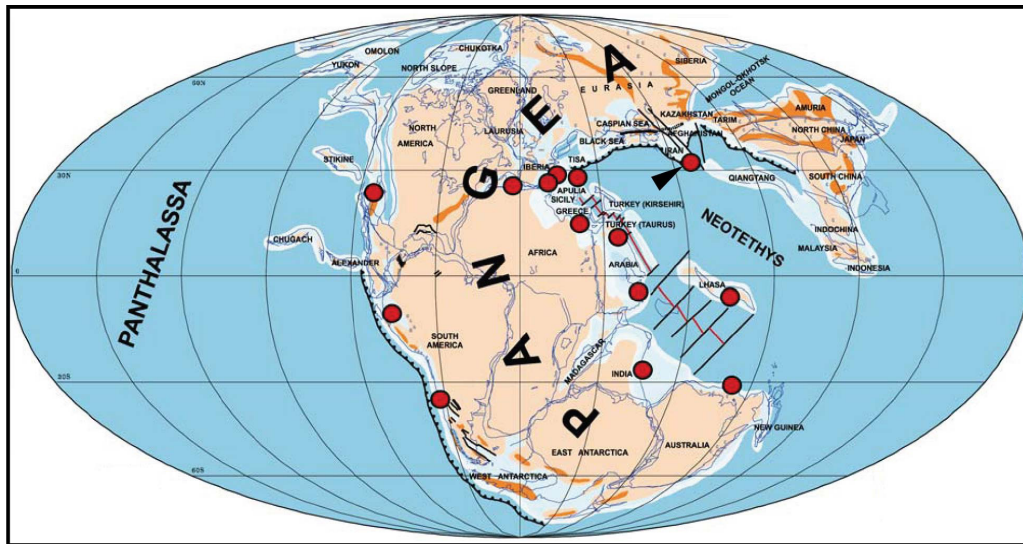 OMOLON
CHUKOTKA
YUKON
NORTH SLOPE
SIBERIA
MONGOL-OKHOTSK
OCEAN
60N
GREENLAND
EURASIA
KAZAKHSTAN
TARIM
AMURIA
NORTH
AMERICA
LAURUSIA
CASPIAN SEA
AFGHANISTAN
NORTH CHINA
JAPAN
BLACK SEA
IRAN
STIKINE
30N
IBERIA
TISA
QIANGTANG
SOUTH CHINA
APULIA
SICILY
GREECE
TURKEY (KIRSEHIR)
TURKEY (TAURUS)
NEOTETHYS
INDOCHINA
MALAYSIA
INDONESIA
PANTHALASSA
CHUGACH
ALEXANDER
AFRICA
ARABIA
LHASA
0
SOUTH
AMERICA
MADAGASCAR
INDIA
30S
NEW GUINEA
EAST ANTARCTICA
AUSTRALIA
60S
WEST ANTARCTICA
PANGEA